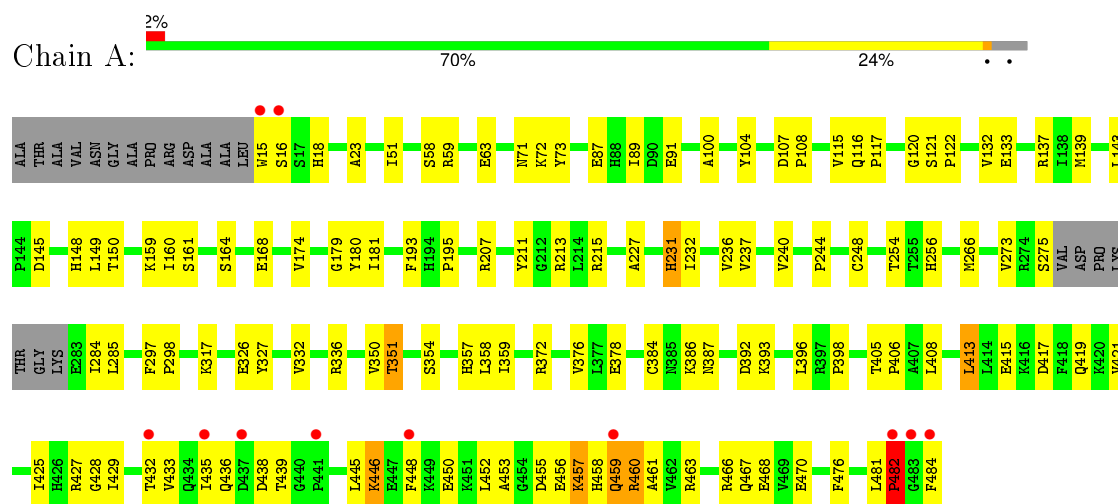 2%
Chain A:
70% 24% • •
ALA THR ALA VAL ASN GLY ALA PRO ARG ASP ALA ALA LEU W15 S16 S17 H18 A23 I51 S58 R59 E63 N71 K72 Y73 E87 H88 I89 D90 E91 A100 Y104 D107 P108 V115 Q116 P117 G120 S121 P122 V132 E133 R137 I138 M139 L143
P144 D145 H148 L149 T150 K159 I160 S161 S164 E168 V174 G179 Y180 I181 F193 H194 P195 R207 Y211 G212 R213 L214 R215 A227 H231 I232 V236 V237 V240 P244 C248 T254 T255 H256 M266 V273 R274 S275 VAL ASP PRO LYS
THR GLY LYS E283 I284 L285 F297 P298 K317 E326 Y327 V332 R336 V350 T351 S354 H357 L358 I359 R372 V376 L377 E378 C384 N385 K386 N387 D392 K393 L396 R397 P398 T405 P406 A407 L408 L413 L414 E415 K416 D417 F418 Q419 K420 V421
I425 H426 R427 G428 I429 T432 V433 Q434 I435 Q436 D437 D438 T439 G440 P441 L445 K446 E447 F448 K449 E450 K451 L452 A453 G454 D455 E456 K457 H458 Q459 R460 A461 V462 R463 R466 Q467 E468 V469 E470 F476 L481 P482 G483 F484